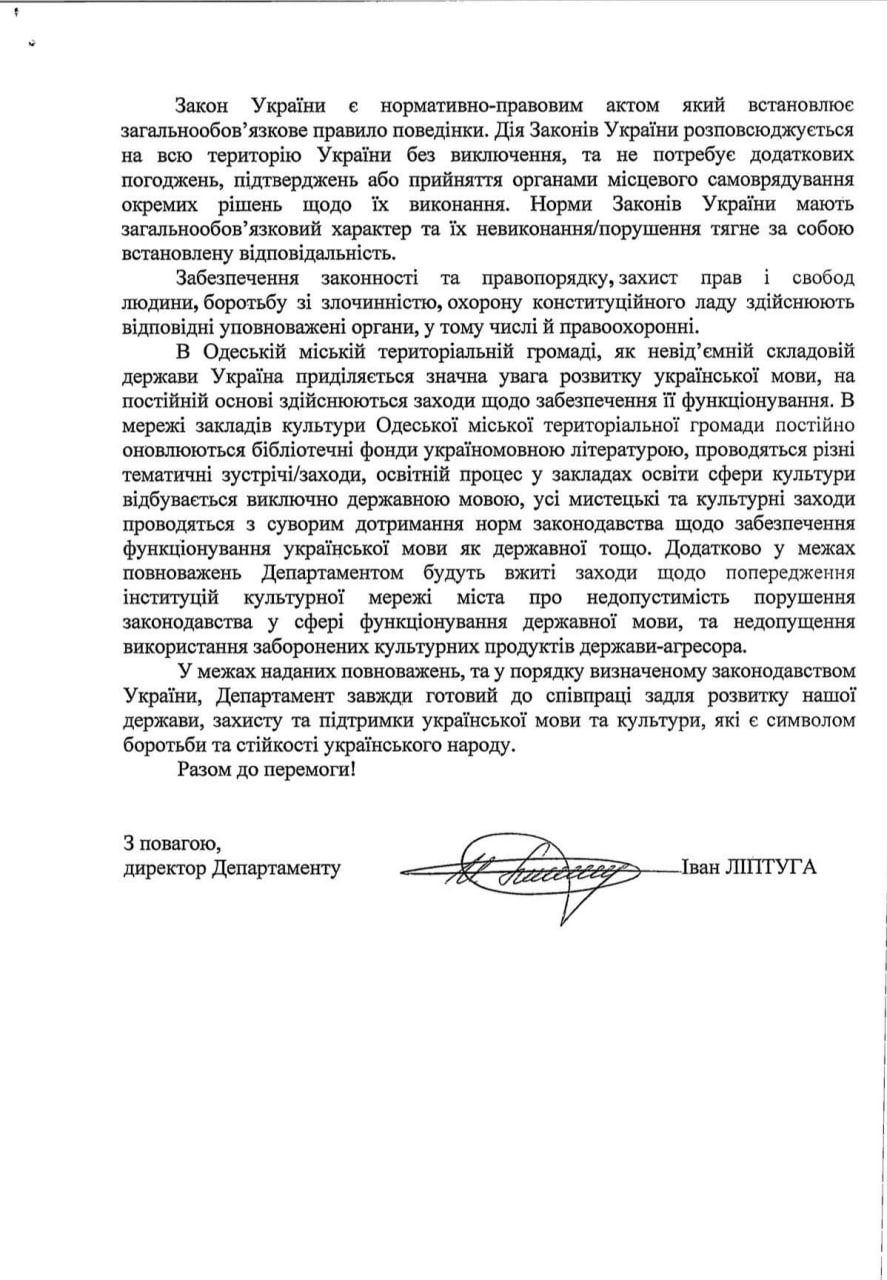 Закон України є нормативно-правовим актом який встановлює
загальнообов’язкове правило поведінки. Дія Законів України розповсюджується
на всю територію України без виключення, та не потребує додаткових
погоджень, підтверджень або прийняття органами місцевого самоврядування
окремих рішень щодо їх виконання. Норми Законів України мають
загальнообов’язковий характер та їх невиконання/порушення тягне за собою
встановлену відповідальність.
Забезпечення законності та правопорядку, захист прав і свобод
людини, боротьбу зі злочинністю, охорону конституційного ладу здійснюють
відповідні уповноважені органи, у тому числі й правоохоронні.
В Одеській міській територіальній громаді, як невід’ємній складовій
держави Україна приділяється значна увага розвитку української мови, на
постійній основі здійснюються заходи щодо забезпечення її функціонування. В
мережі закладів культури Одеської міської територіальної громади постійно
оновлюються бібліотечні фонди україномовною літературою, проводяться різні
тематичні зустрічі/заходи, освітній процес у закладах освіти сфери культури
відбувається виключно державною мовою, усі мистецькі та культурні заходи
проводяться з суворим дотримання норм законодавства щодо забезпечення
функціонування української мови як державної тощо. Додатково у межах
повноважень Департаментом будуть вжиті заходи щодо попередження
інституцій культурної мережі міста про недопустимість порушення
законодавства у сфері функціонування державної мови, та недопущення
використання заборонених культурних продуктів держави-агресора.
У межах наданих повноважень, та у порядку визначеному законодавством
України, Департамент завжди готовий до співпраці задля розвитку нашої
держави, захисту та підтримки української мови та культури, які є символом
боротьби та стійкості українського народу.
Разом до перемоги!
З повагою,
директор Департаменту Іван ЛІПТУГА